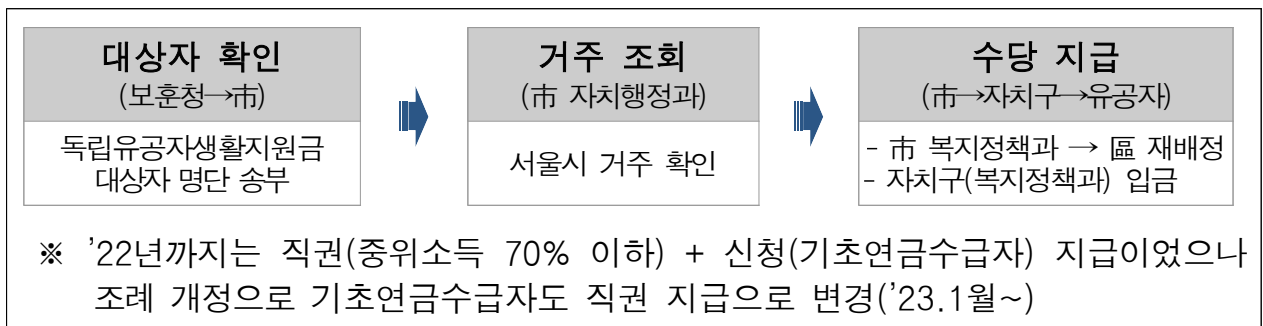 대상자 확인
(보훈청→市)
독립유공자생활지원금
대상자 명단 송부
거주 조회
(市 자치행정과)
서울시 거주 확인
수당 지급
(市→자치구→유공자)
- 市 복지정책과 → 區 재배정
- 자치구(복지정책과) 입금
※ ’22년까지는 직권(중위소득 70% 이하) + 신청(기초연금수급자) 지급이었으나
조례 개정으로 기초연금수급자도 직권 지급으로 변경(’23.1월~)